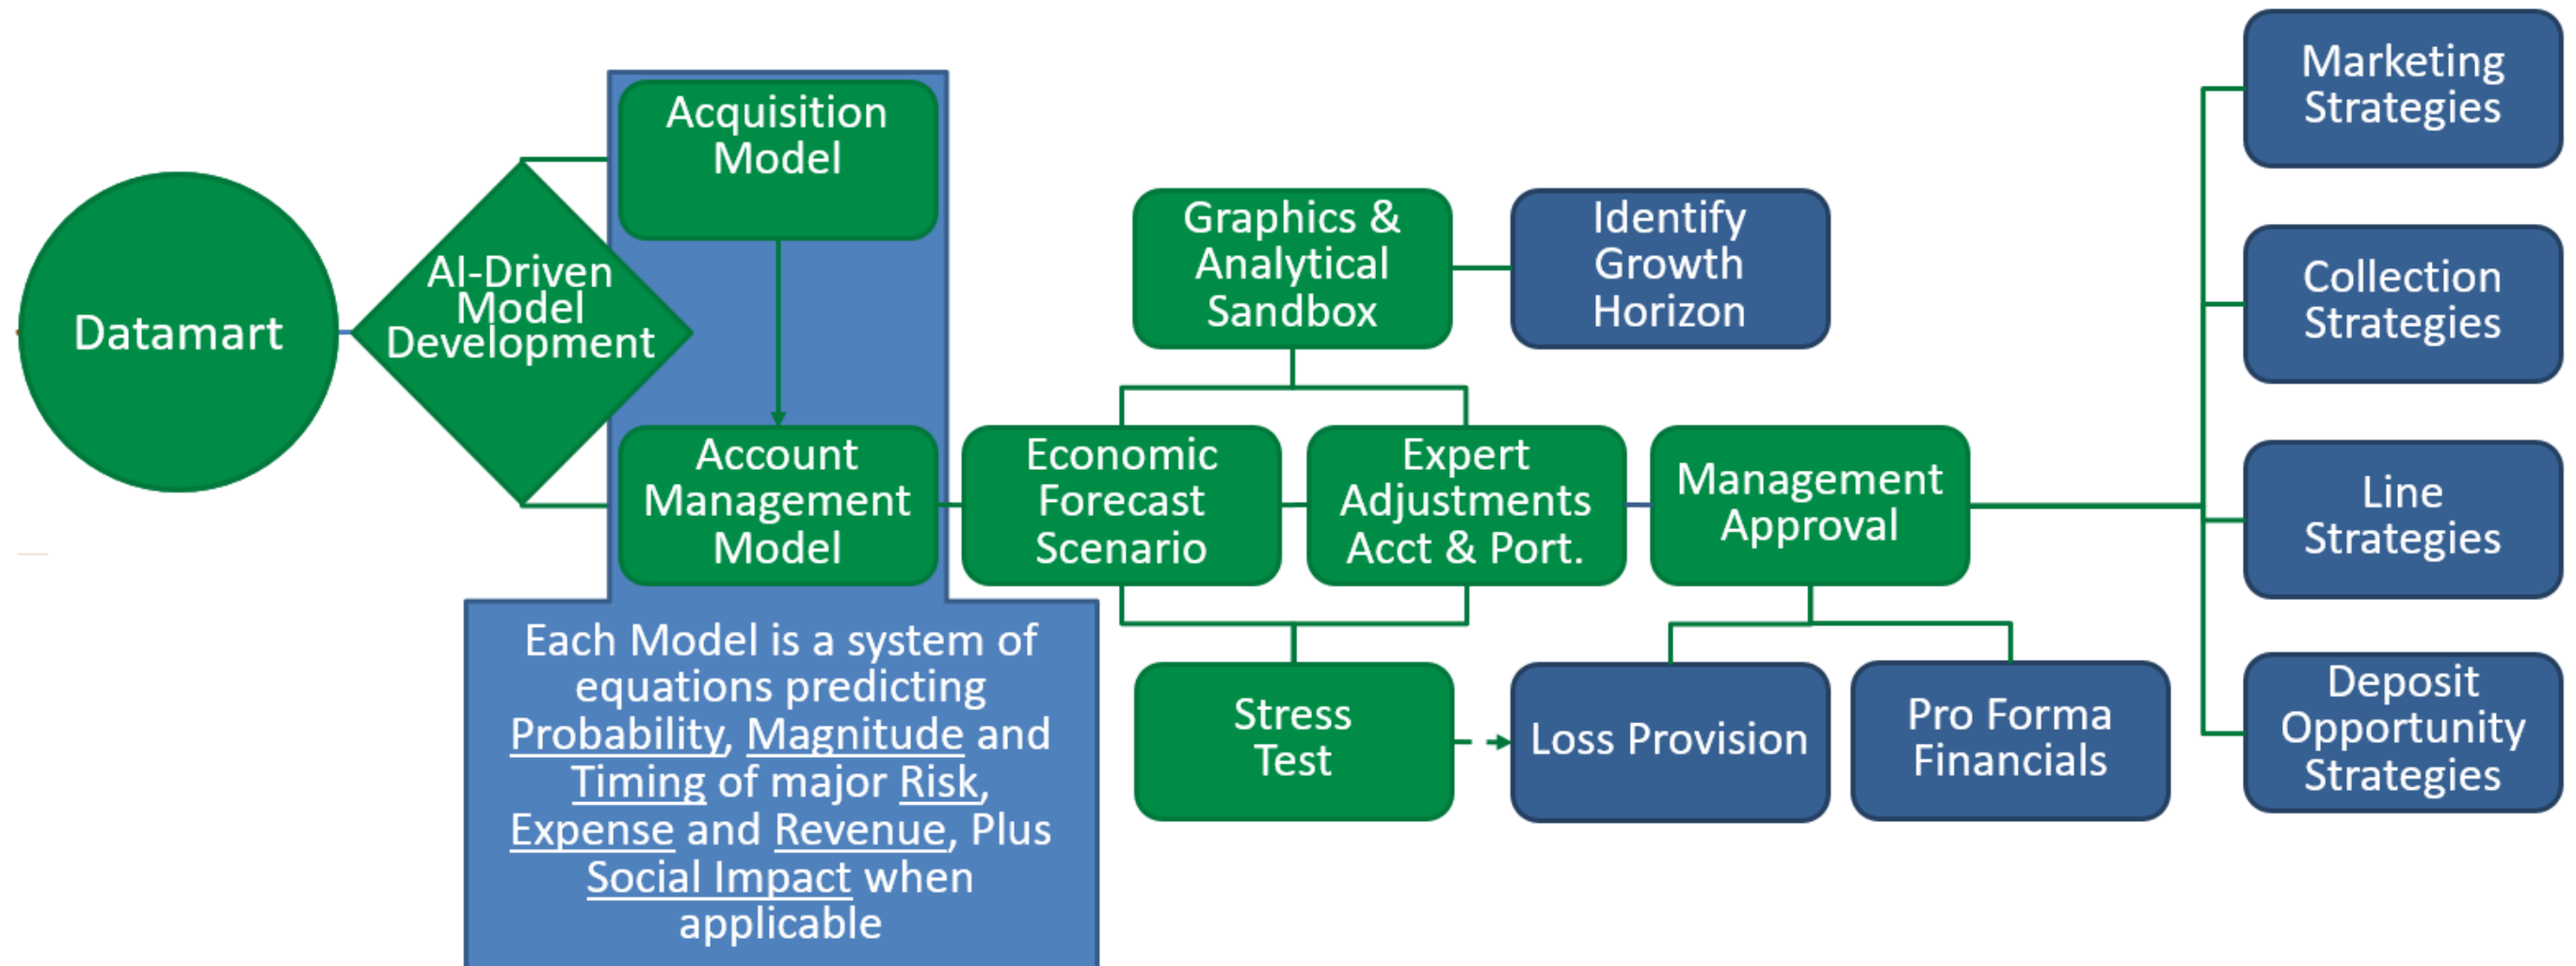 Datamart
AI-Driven
Model
Development
Acquisition
Model
Account
Management
Model
Each Model is a system of
equations predicting
Probability, Magnitude and
Timing of major Risk,
Expense and Revenue, Plus
Social Impact when
applicable
Graphics &
Analytical
Sandbox
Identify
Growth
Horizon
Economic
Forecast
Scenario
Expert
Adjustments
Acct & Port.
Management
Approval
Stress
Test
Loss Provision
Pro Forma
Financials
Marketing
Strategies
Collection
Strategies
Line
Strategies
Deposit
Opportunity
Strategies